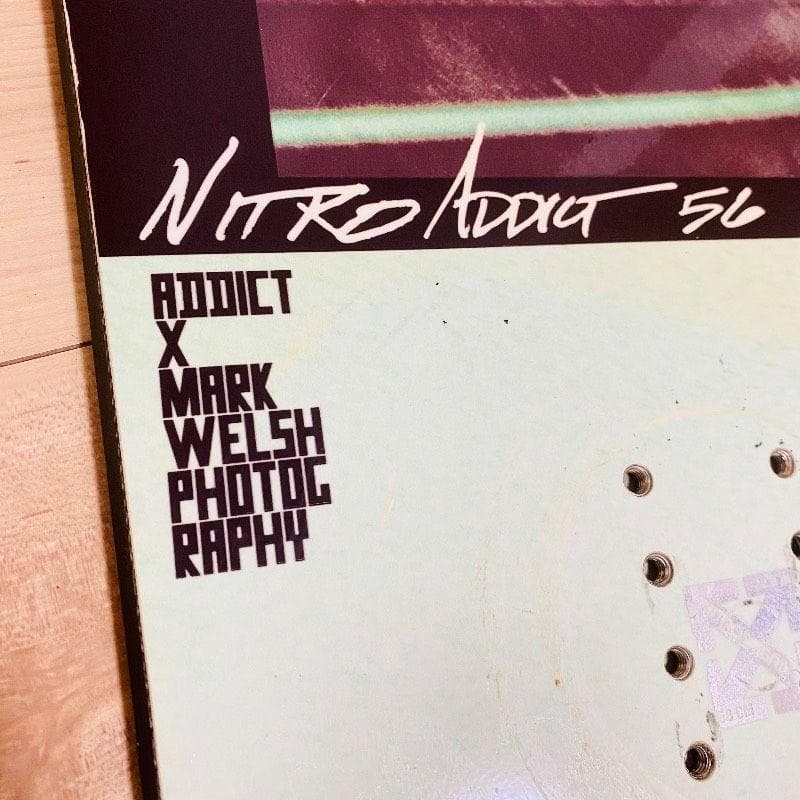 NITRO ADDICT 56
ADDICT
X
MARK
WELSH
PHOTOG
RAPHY